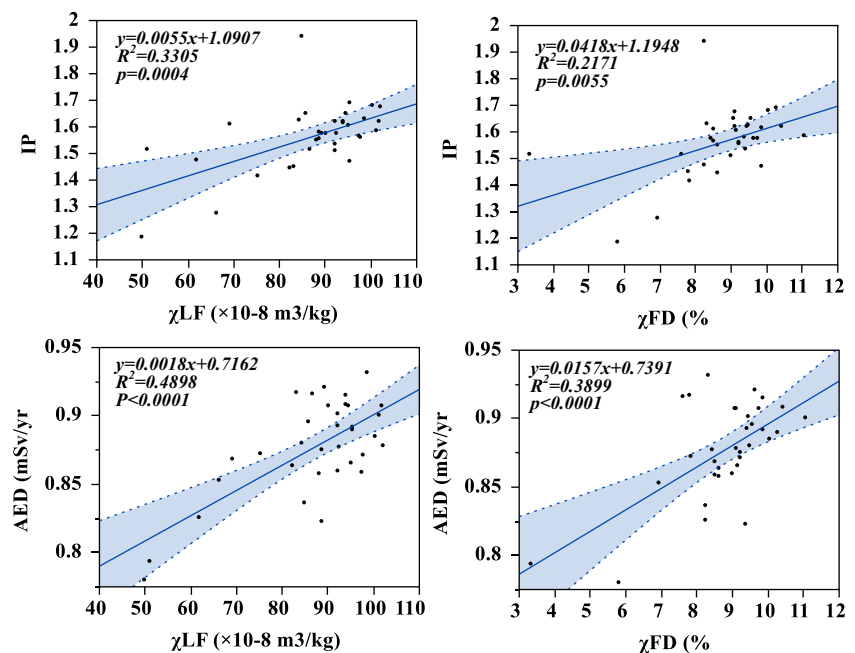 y=0.0055x+1.0907
R²=0.3305
p=0.0004
IP
2
1.9
1.8
1.7
1.6
1.5
1.4
1.3
1.2
1.1
40 50 60 70 80 90 100 110
χLF (×10-8 m3/kg)
y=0.0418x+1.1948
R²=0.2171
p=0.0055
IP
2
1.9
1.8
1.7
1.6
1.5
1.4
1.3
1.2
1.1
3 4 5 6 7 8 9 10 11 12
χFD (%
y=0.0018x+0.7162
R²=0.4898
P<0.0001
AED (mSv/yr)
0.95
0.9
0.85
0.8
40 50 60 70 80 90 100 110
χLF (×10-8 m3/kg)
y=0.0157x+0.7391
R²=0.3899
p<0.0001
AED (mSv/yr)
0.95
0.9
0.85
0.8
3 4 5 6 7 8 9 10 11 12
χFD (%